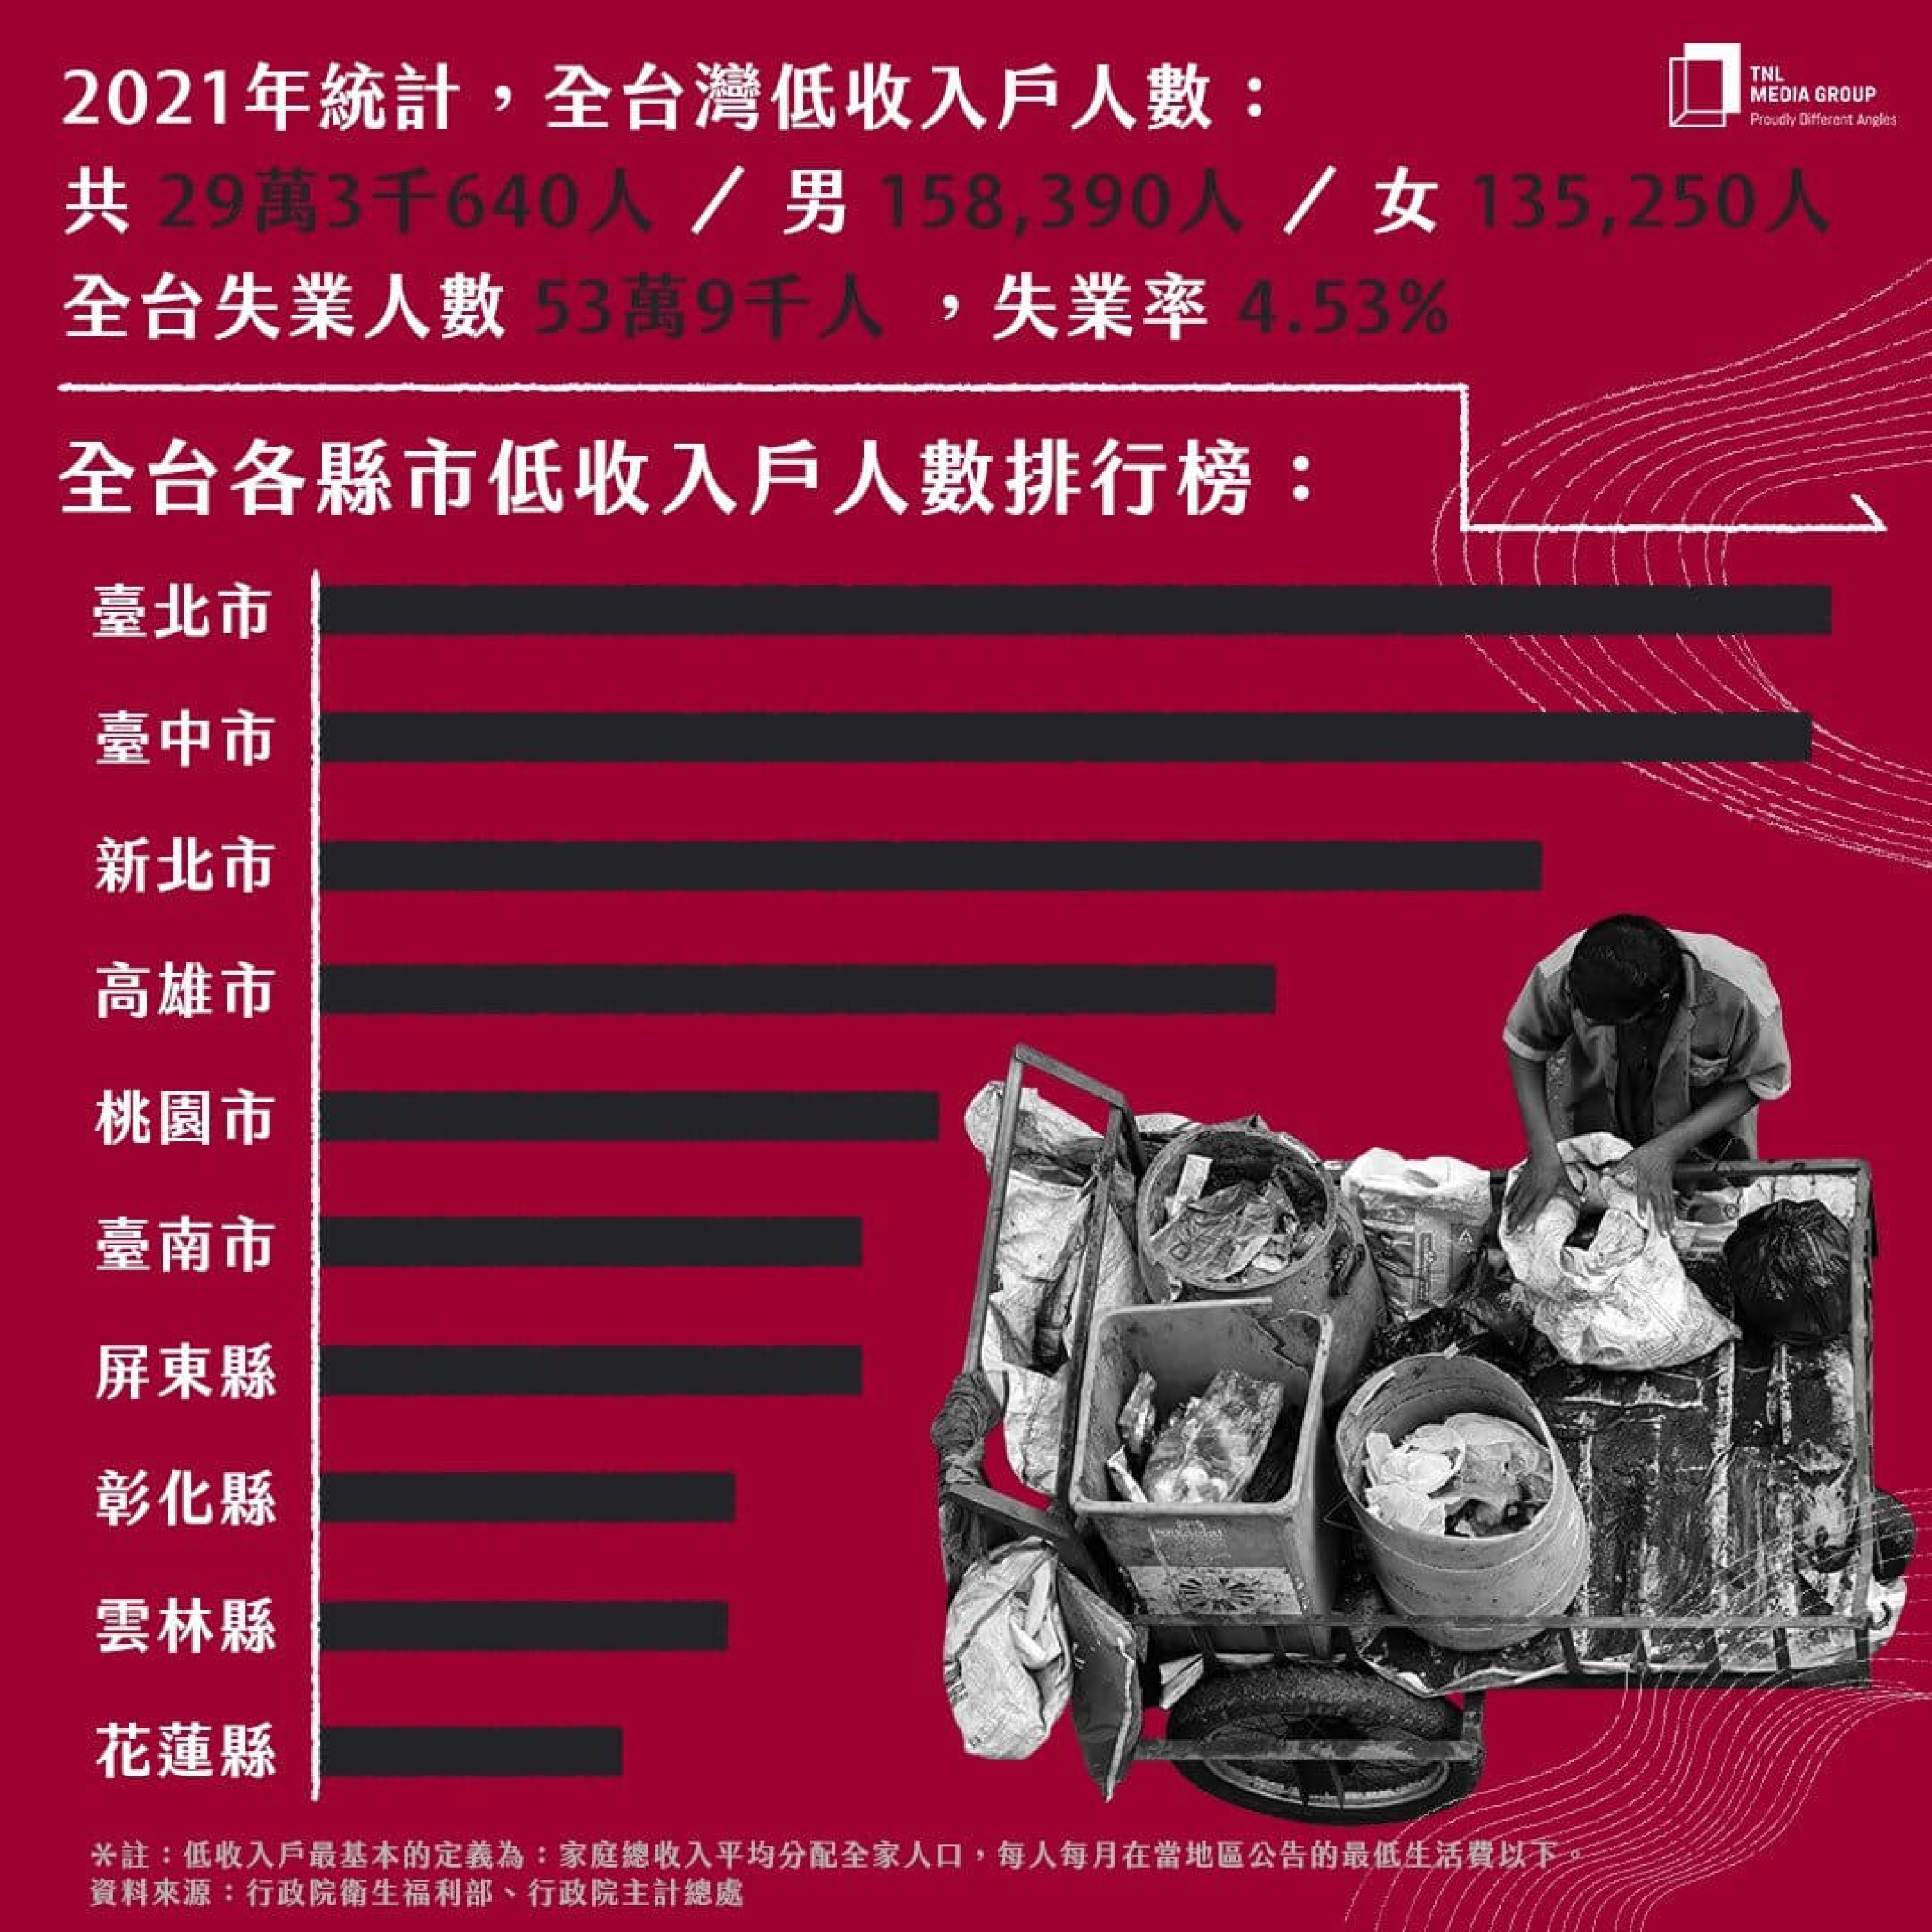 2021年統計，全台灣低收入戶人數：
TNL
MEDIA GROUP
Proudly Different Angles
共 29萬3千640人 / 男 158,390人 / 女 135,250人
全台失業人數 53萬9千人 ，失業率 4.53%
全台各縣市低收入戶人數排行榜：
臺北市
臺中市
新北市
高雄市
桃園市
臺南市
屏東縣
彰化縣
雲林縣
花蓮縣
＊註：低收入戶最基本的定義為：家庭總收入平均分配全家人口，每人每月在當地區公告的最低生活費以下。
資料來源：行政院衛生福利部、行政院主計總處